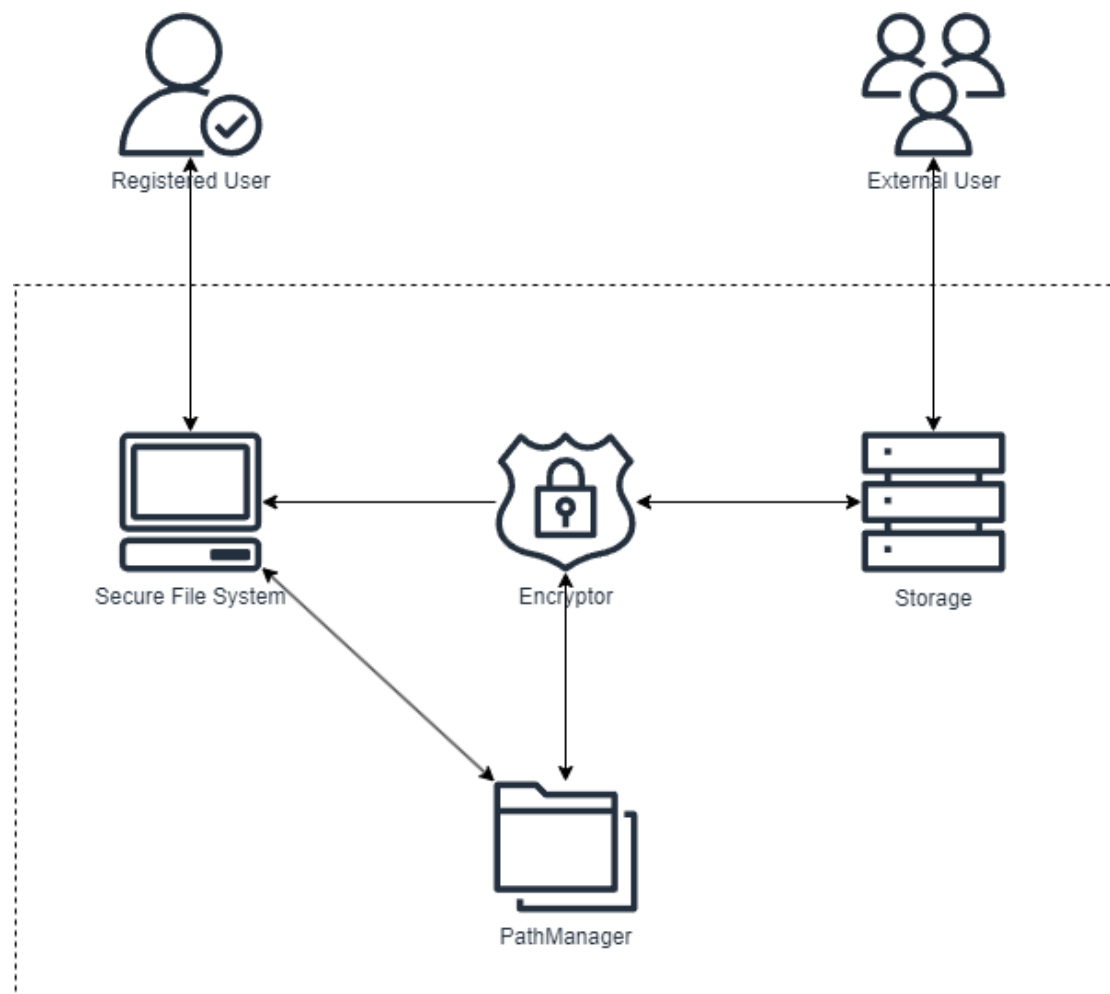 Registered User
External User
Secure File System
Encryptor
Storage
PathManager